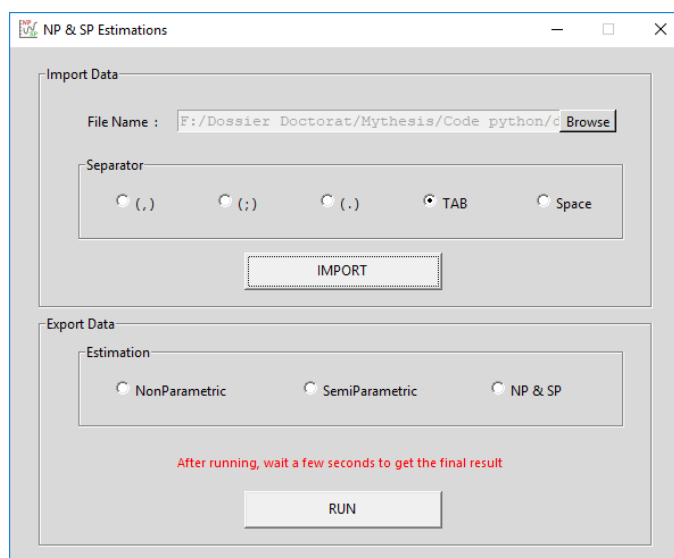 NP & SP Estimations
Import Data
File Name : F:/Dossier Doctorat/Mythesis/Code python/d Browse
Separator
(,) (;) (.) TAB Space
IMPORT
Export Data
Estimation
NonParametric SemiParametric NP & SP
After running, wait a few seconds to get the final result
RUN